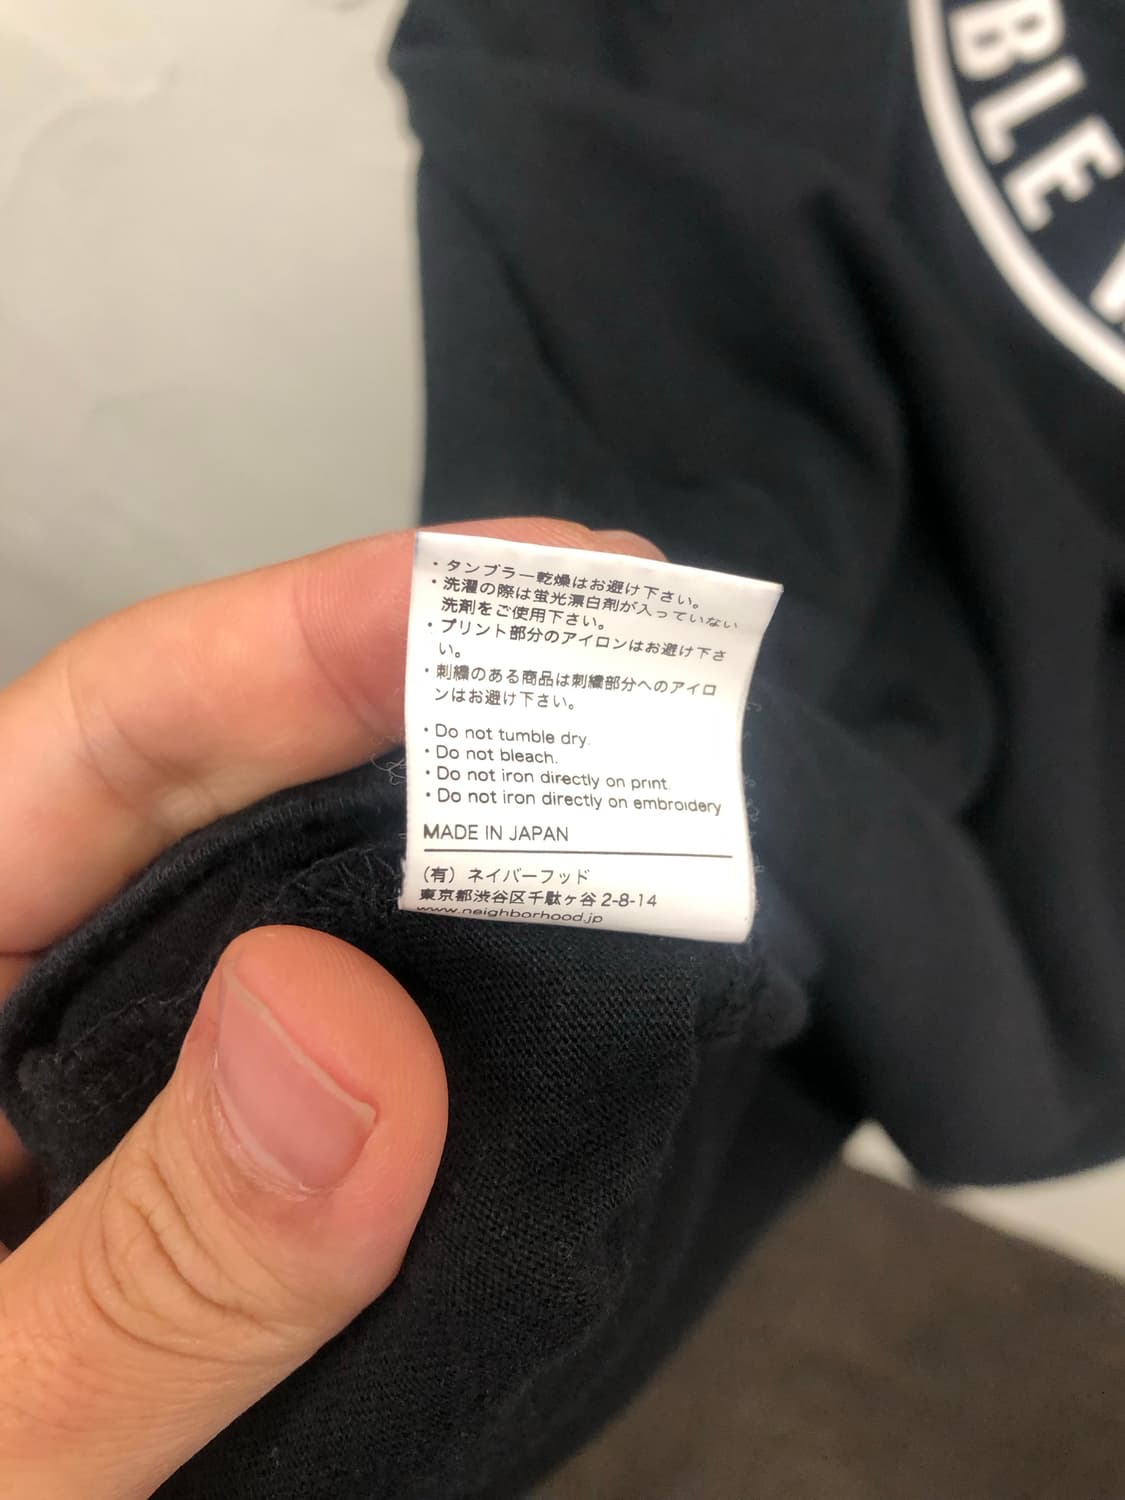 BLE
・タンブラー乾燥はお避け下さい。
・洗濯の際は蛍光漂白剤が入っていない
洗剤をご使用下さい。
・プリント部分のアイロンはお避け下さ
い。
・刺繍のある商品は刺繍部分へのアイロ
ンはお避け下さい。
・Do not tumble dry.
・Do not bleach.
・Do not iron directly on print.
・Do not iron directly on embroidery
MADE IN JAPAN
(有) ネイバーフッド
東京都渋谷区千駄ヶ谷 2-8-14
www.neighborhood.jp